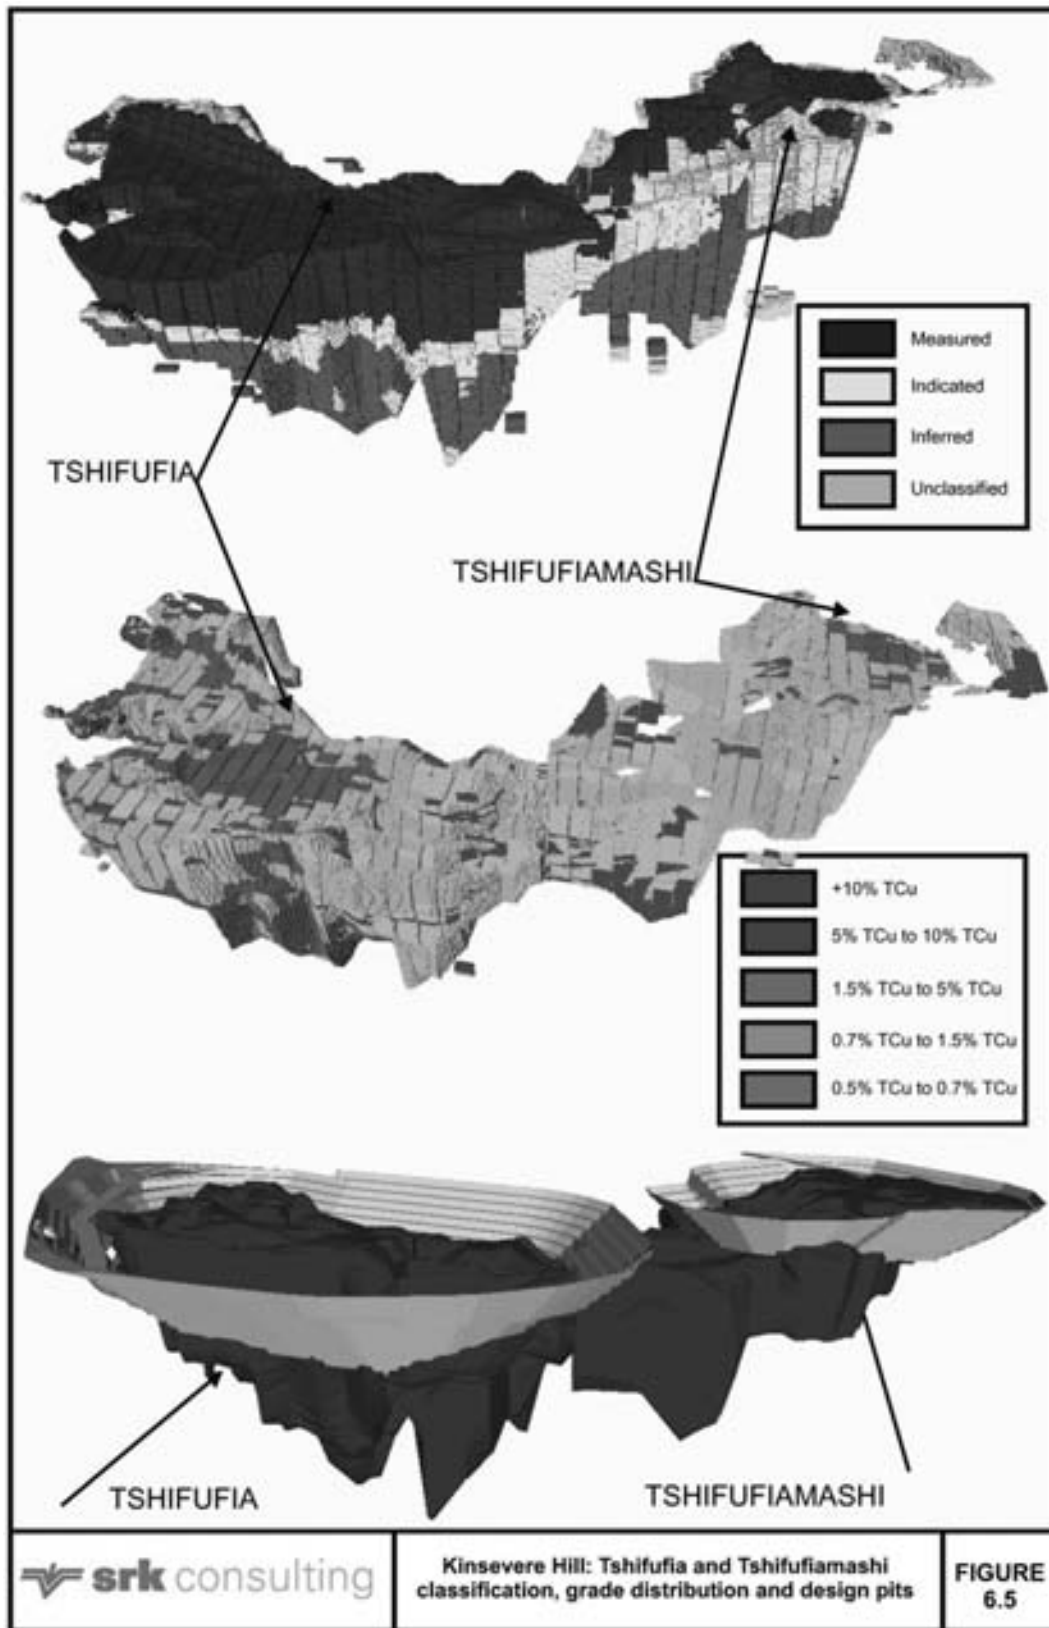 Measured
Indicated
Inferred
Unclassified
TSHIFUFIA
TSHIFUFIAMASHI
+10% TCu
5% TCu to 10% TCu
1.5% TCu to 5% TCu
0.7% TCu to 1.5% TCu
0.5% TCu to 0.7% TCu
TSHIFUFIA
TSHIFUFIAMASHI
srk consulting
Kinsevere Hill: Tshifufia and Tshifufiamashi
classification, grade distribution and design pits
FIGURE
6.5